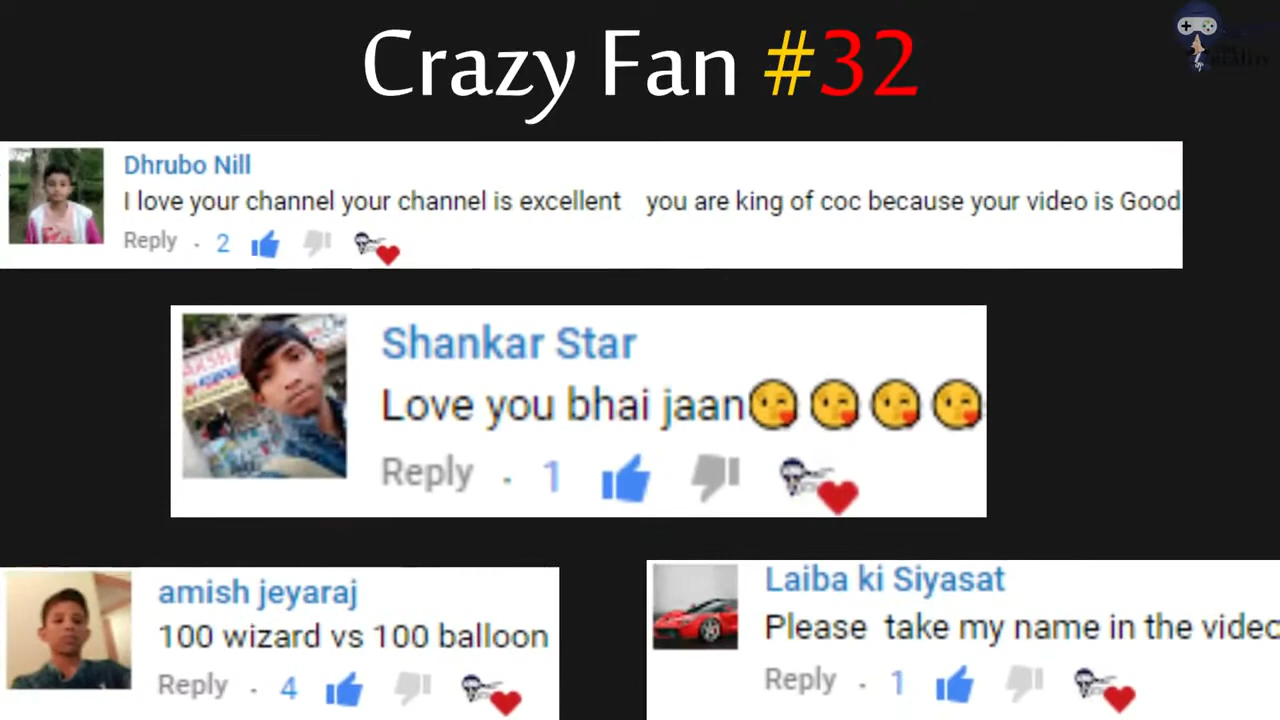 Crazy Fan #32
Dhrubo Nill
I love your channel your channel is excellent you are king of coc because your video is Good
Reply · 2
Shankar Star
Love you bhai jaan😘😘😘😘
Reply · 1
amish jeyaraj
100 wizard vs 100 balloon
Reply · 4
Laiba ki Siyasat
Please take my name in the video
Reply · 1